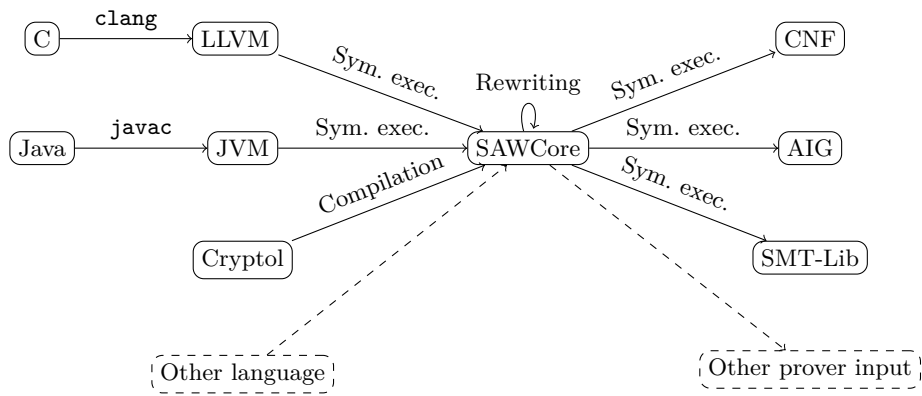 clang
C
LLVM
CNF
Sym. exec.
Rewriting
Sym. exec.
Java
javac
JVM
Sym. exec.
SAWCore
Sym. exec.
AIG
Compilation
Sym. exec.
Cryptol
SMT-Lib
Other language
Other prover input